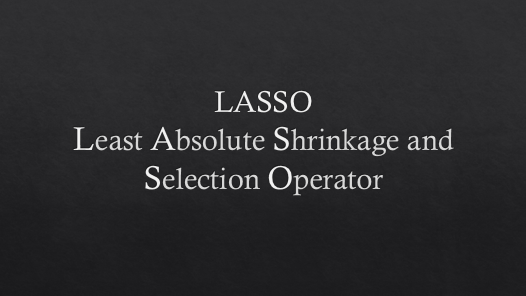 LASSO
Least Absolute Shrinkage and
Selection Operator